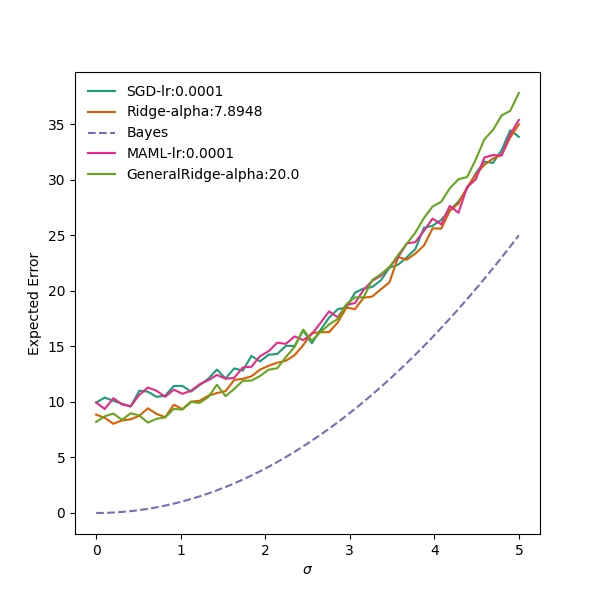 SGD-lr:0.0001
Ridge-alpha:7.8948
Bayes
MAML-lr:0.0001
GeneralRidge-alpha:20.0
Expected Error
35
30
25
20
15
10
5
0
0 1 2 3 4 5
σ